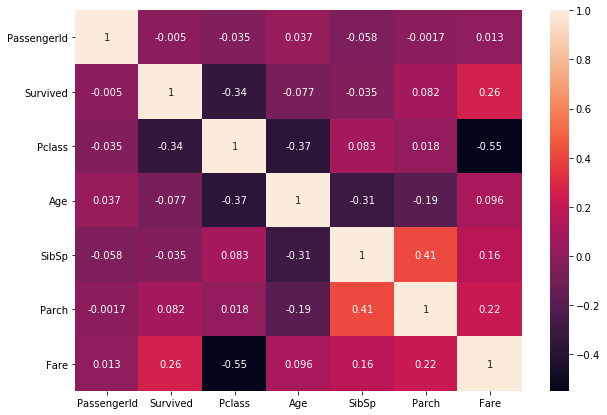 PassengerId 1 -0.005 -0.035 0.037 -0.058 -0.0017 0.013
Survived -0.005 1 -0.34 -0.077 -0.035 0.082 0.26
Pclass -0.035 -0.34 1 -0.37 0.083 0.018 -0.55
Age 0.037 -0.077 -0.37 1 -0.31 -0.19 0.096
SibSp -0.058 -0.035 0.083 -0.31 1 0.41 0.16
Parch -0.0017 0.082 0.018 -0.19 0.41 1 0.22
Fare 0.013 0.26 -0.55 0.096 0.16 0.22 1
PassengerId Survived Pclass Age SibSp Parch Fare
1.0
0.8
0.6
0.4
0.2
0.0
−0.2
−0.4